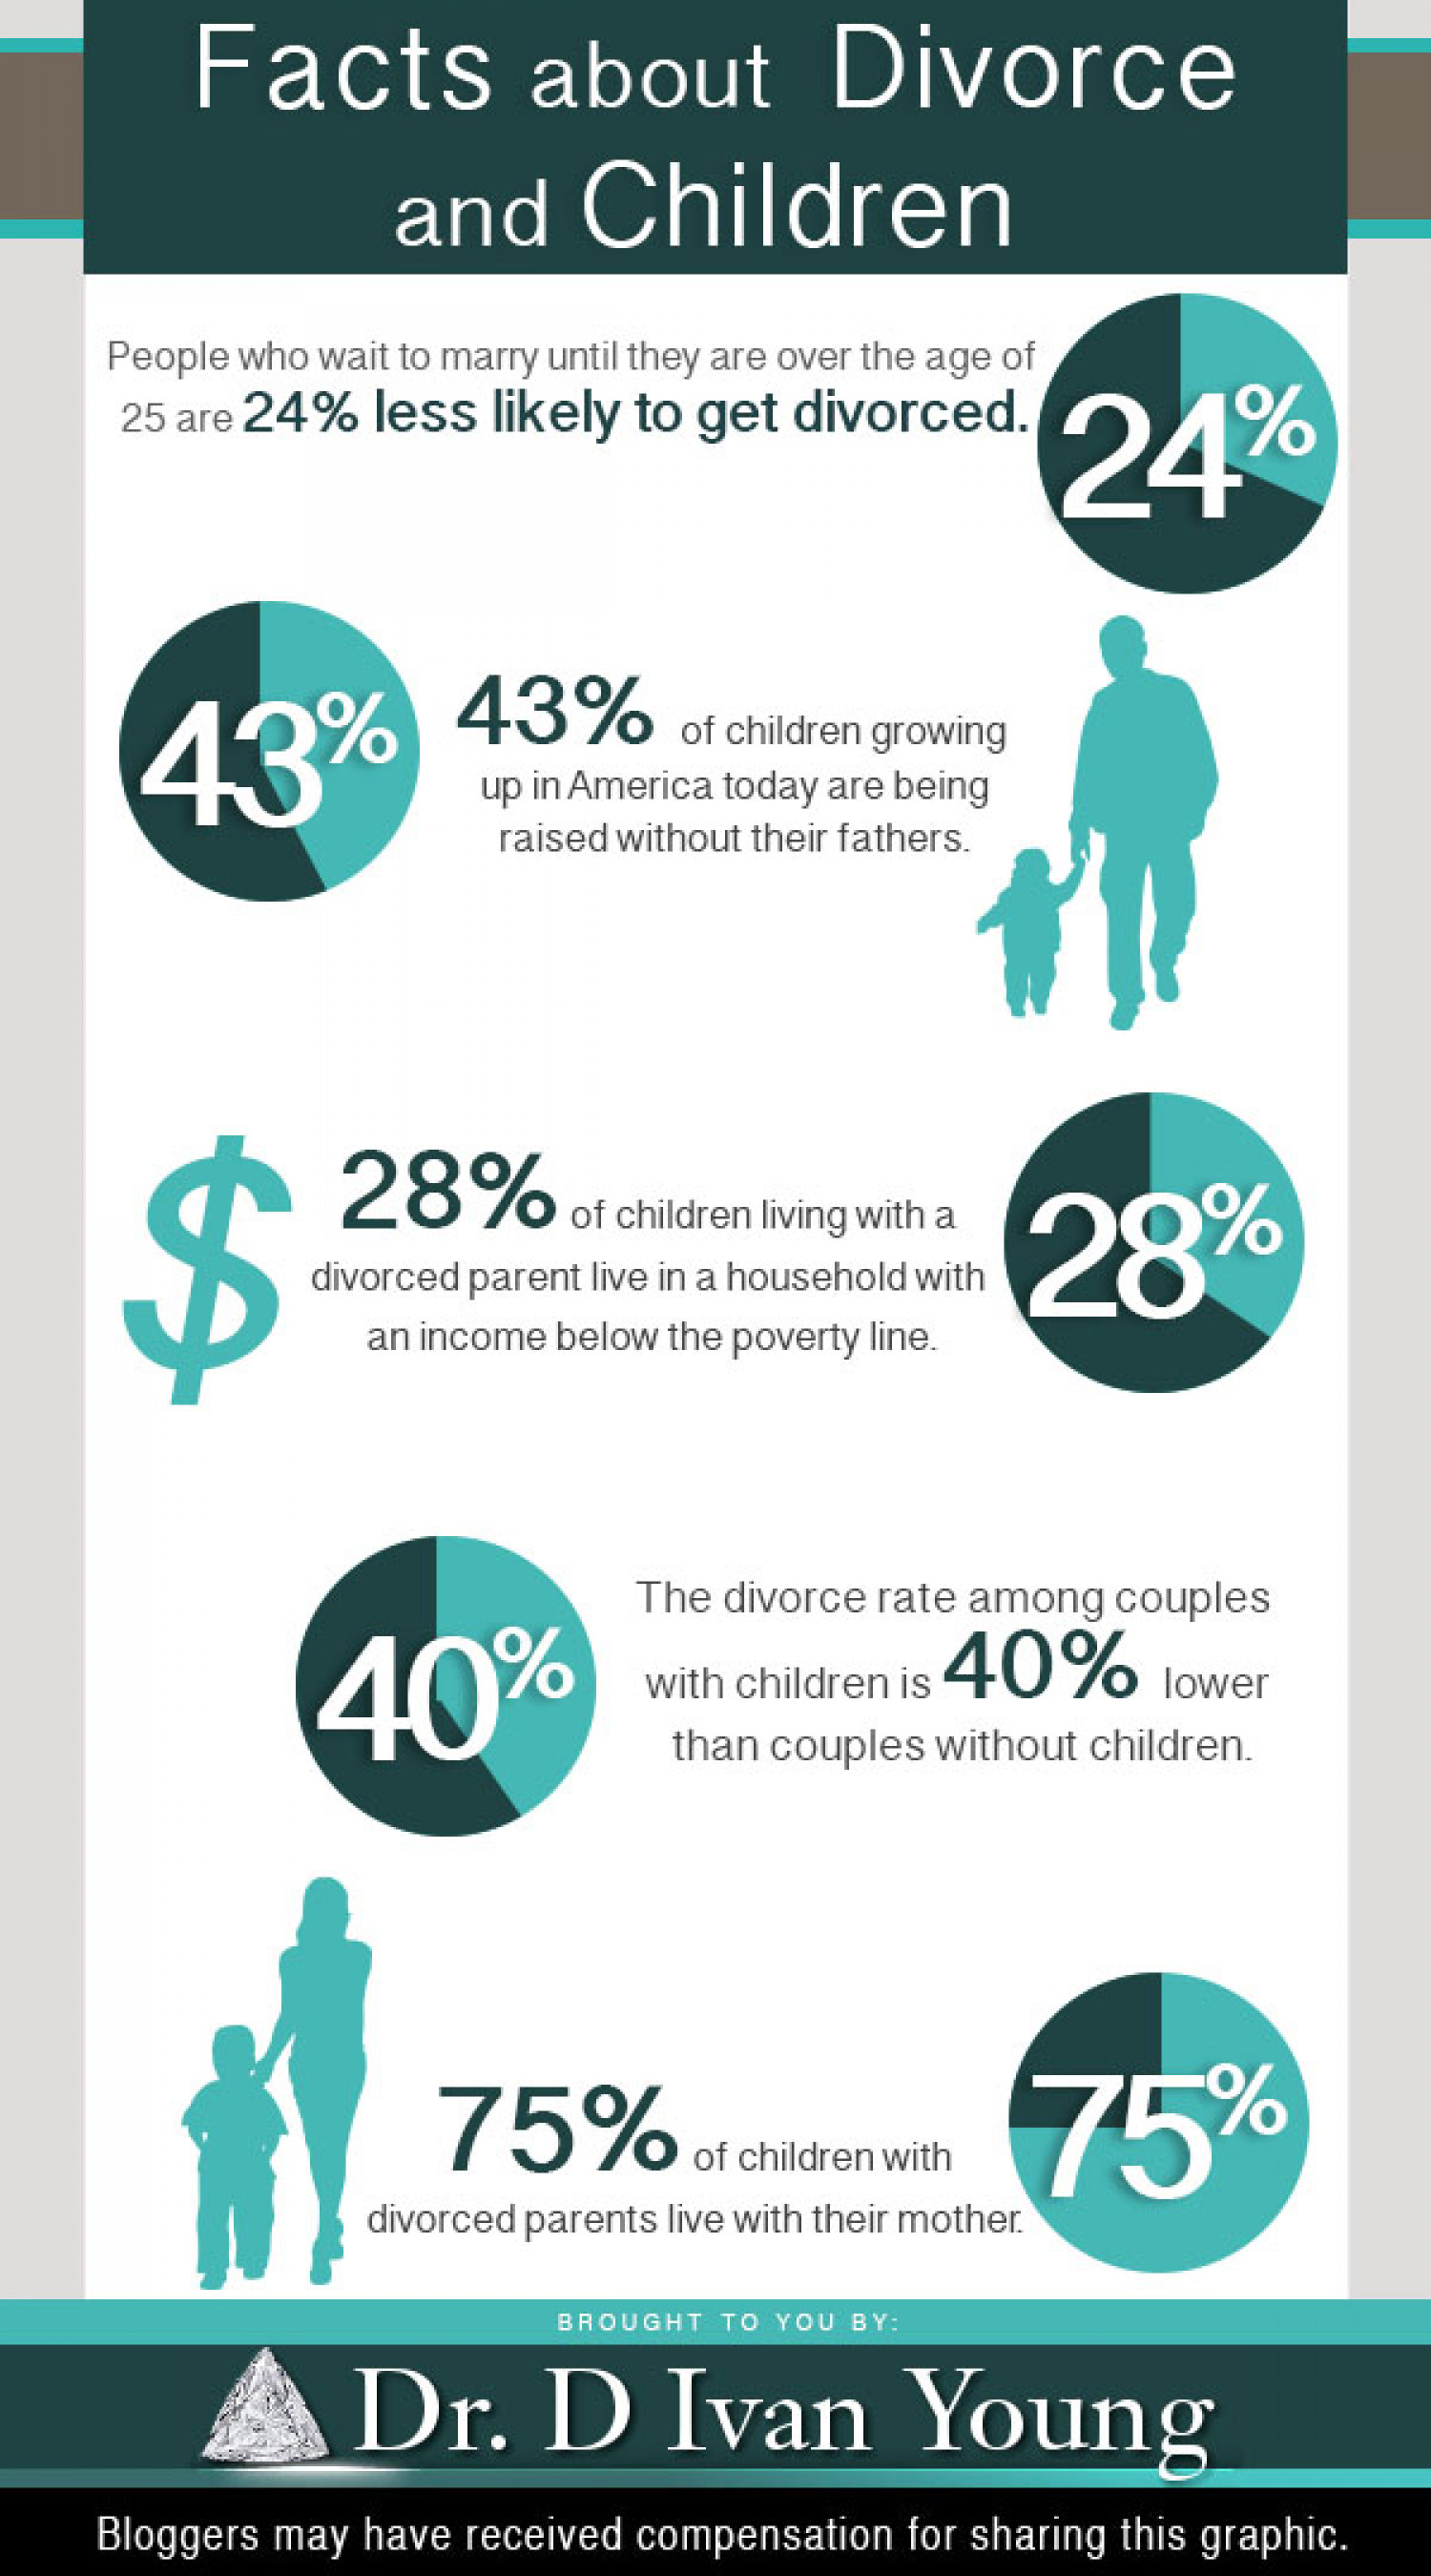 Facts about Divorce
and Children
People who wait to marry until they are over the age of
25 are 24% less likely to get divorced.
24%
43%
43% of children growing
up in America today are being
raised without their fathers.
$
28% of children living with a
divorced parent live in a household with
an income below the poverty line.
28%
40%
The divorce rate among couples
with children is 40% lower
than couples without children.
75% of children with
divorced parents live with their mother.
75%
BROUGHT TO YOU BY:
Dr. D Ivan Young
Bloggers may have received compensation for sharing this graphic.